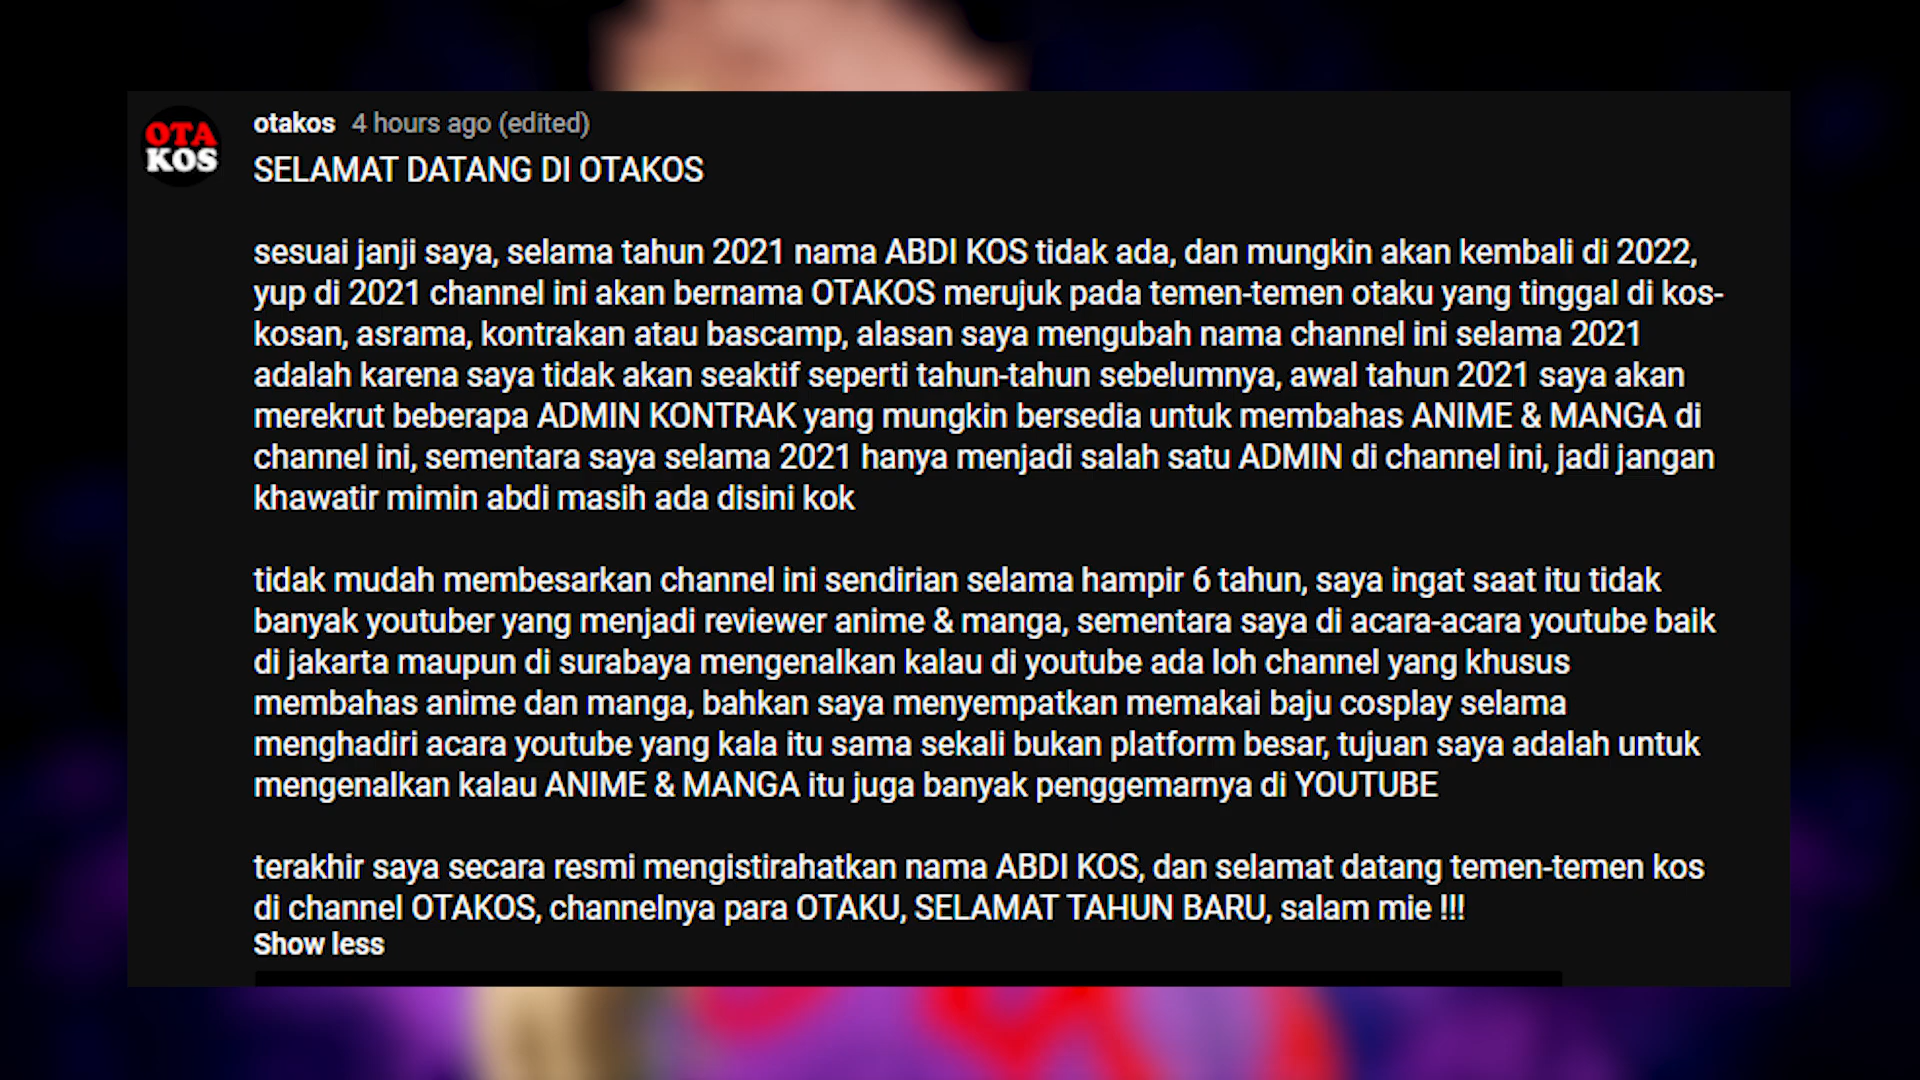 OTA
KOS
otakos 4 hours ago (edited)
SELAMAT DATANG DI OTAKOS
sesuai janji saya, selama tahun 2021 nama ABDI KOS tidak ada, dan mungkin akan kembali di 2022,
yup di 2021 channel ini akan bernama OTAKOS merujuk pada temen-temen otaku yang tinggal di kos-
kosan, asrama, kontrakan atau bascamp, alasan saya mengubah nama channel ini selama 2021
adalah karena saya tidak akan seaktif seperti tahun-tahun sebelumnya, awal tahun 2021 saya akan
merekrut beberapa ADMIN KONTRAK yang mungkin bersedia untuk membahas ANIME & MANGA di
channel ini, sementara saya selama 2021 hanya menjadi salah satu ADMIN di channel ini, jadi jangan
khawatir mimin abdi masih ada disini kok
tidak mudah membesarkan channel ini sendirian selama hampir 6 tahun, saya ingat saat itu tidak
banyak youtuber yang menjadi reviewer anime & manga, sementara saya di acara-acara youtube baik
di jakarta maupun di surabaya mengenalkan kalau di youtube ada loh channel yang khusus
membahas anime dan manga, bahkan saya menyempatkan memakai baju cosplay selama
menghadiri acara youtube yang kala itu sama sekali bukan platform besar, tujuan saya adalah untuk
mengenalkan kalau ANIME & MANGA itu juga banyak penggemarnya di YOUTUBE
terakhir saya secara resmi mengistirahatkan nama ABDI KOS, dan selamat datang temen-temen kos
di channel OTAKOS, channelnya para OTAKU, SELAMAT TAHUN BARU, salam mie !!!
Show less